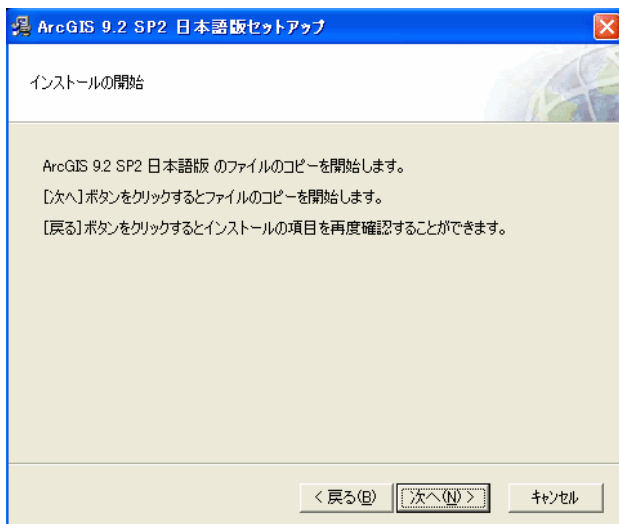 ArcGIS 9.2 SP2 日本語版セットアップ
インストールの開始
ArcGIS 9.2 SP2 日本語版 のファイルのコピーを開始します。
[次へ]ボタンをクリックするとファイルのコピーを開始します。
[戻る]ボタンをクリックするとインストールの項目を再度確認することができます。
< 戻る(B) 次へ(N) > キャンセル